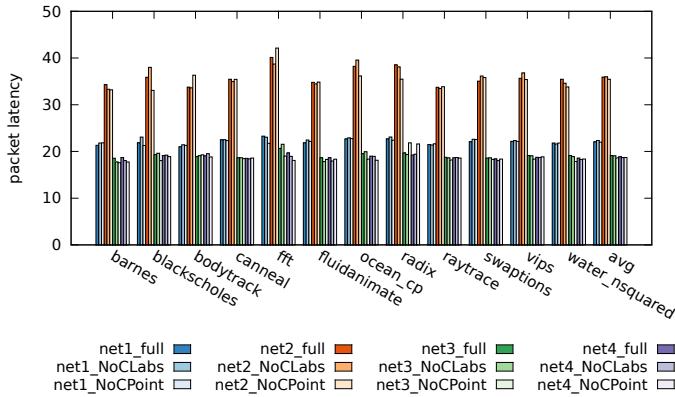 50
40
30
20
10
0
packet latency
barnes
blackscholes
bodytrack
canneal
fft
fluidanimate
ocean_cp
radix
raytrace
swaptions
vips
water_nsquared
avg
net1_full net2_full net3_full net4_full
net1_NoCLabs net2_NoCLabs net3_NoCLabs net4_NoCLabs
net1_NoCPoint net2_NoCPoint net3_NoCPoint net4_NoCPoint